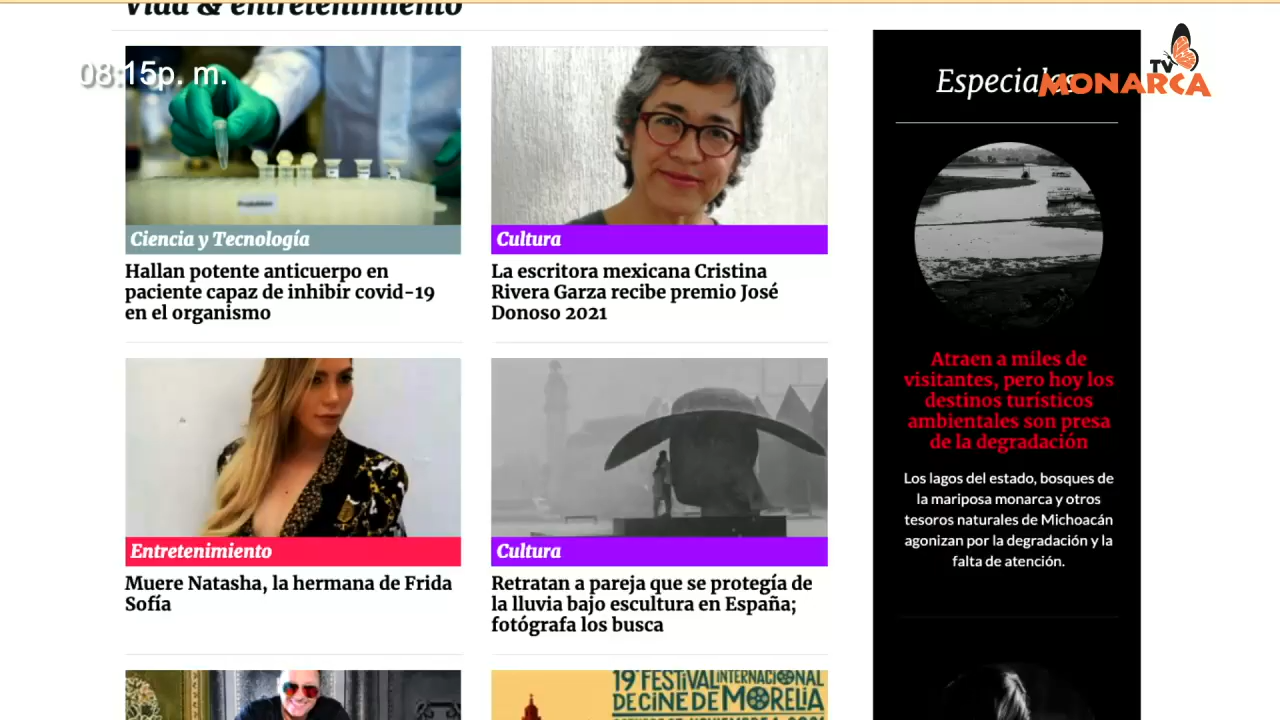 Vida & entretenimiento
08:15p. m.
TV
MONARCA
Especiales
Ciencia y Tecnología
Hallan potente anticuerpo en
paciente capaz de inhibir covid-19
en el organismo
Cultura
La escritora mexicana Cristina
Rivera Garza recibe premio José
Donoso 2021
Atraen a miles de
visitantes, pero hoy los
destinos turísticos
ambientales son presa
de la degradación
Los lagos del estado, bosques de
la mariposa monarca y otros
tesoros naturales de Michoacán
agonizan por la degradación y la
falta de atención.
Entretenimiento
Muere Natasha, la hermana de Frida
Sofía
Cultura
Retratan a pareja que se protegía de
la lluvia bajo escultura en España;
fotógrafa los busca
19º FESTIVAL INTERNACIONAL
DE CINE DE MORELIA